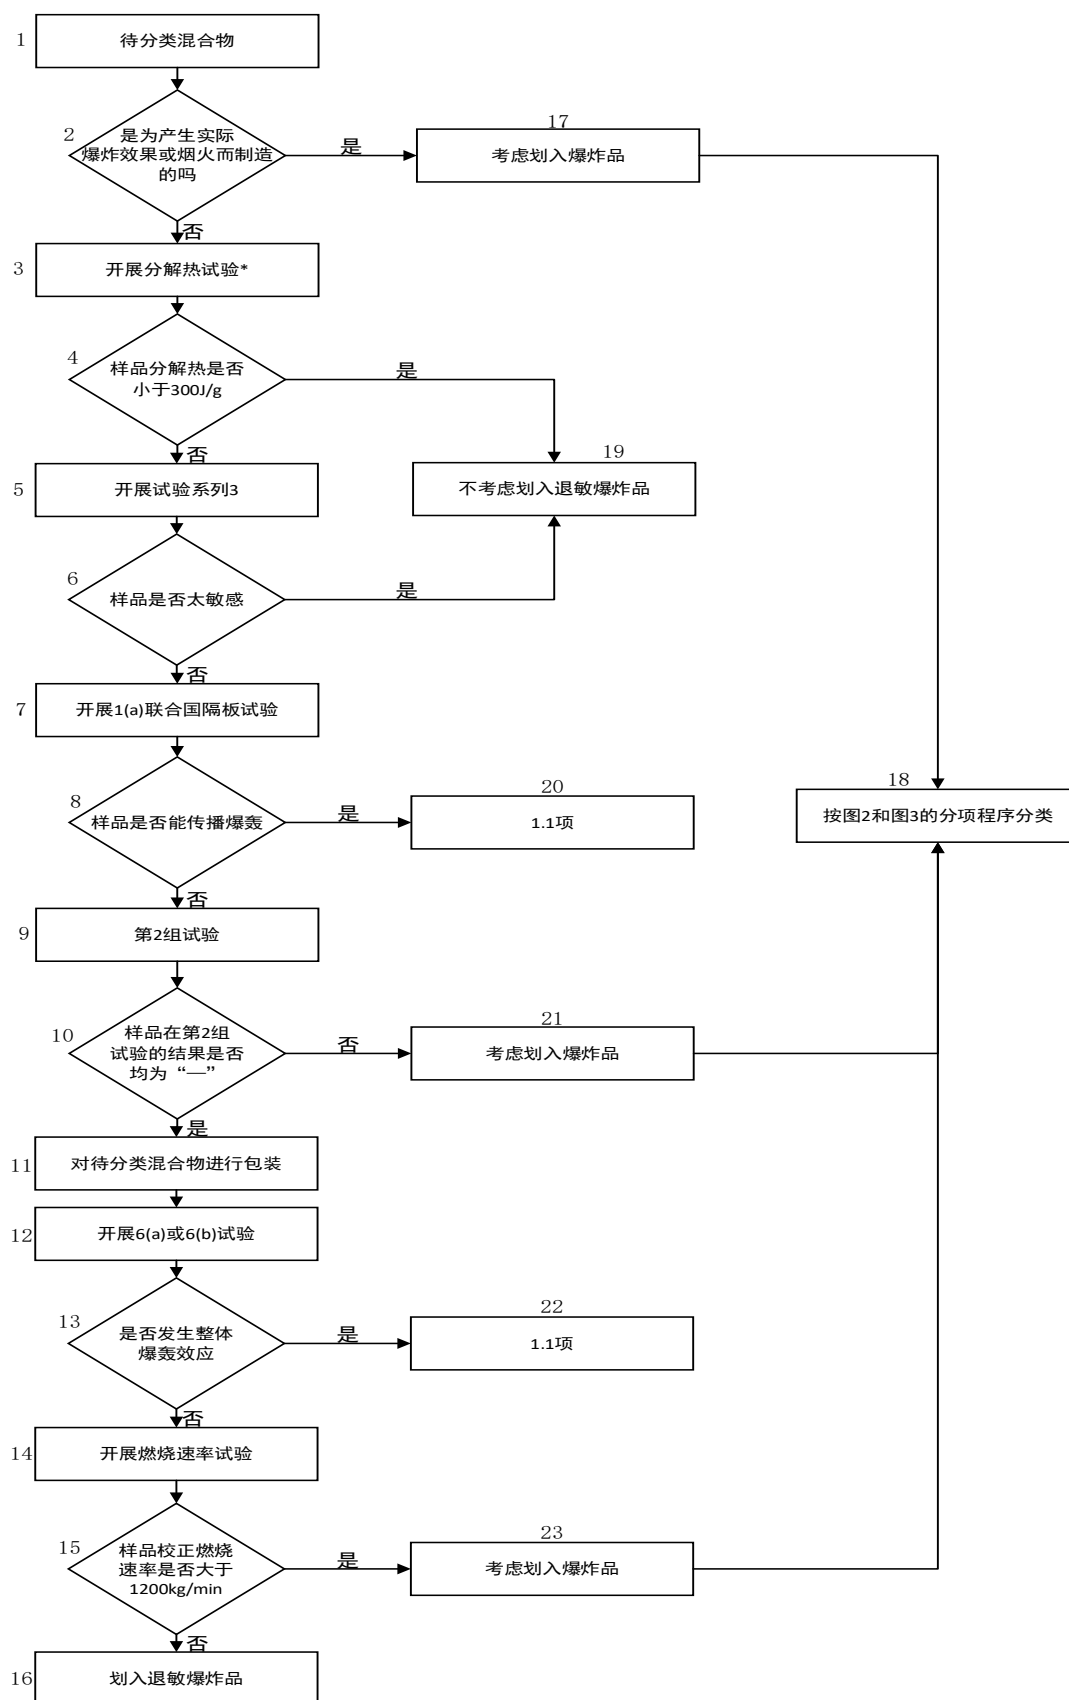 1
待分类混合物
2
是为产生实际
爆炸效果或烟火而制造
的吗
是
17
考虑划入爆炸品
否
3
开展分解热试验*
4
样品分解热是否
小于300J/g
是
19
不考虑划入退敏爆炸品
否
5
开展试验系列3
6
样品是否太敏感
是
否
7
开展1(a)联合国隔板试验
18
按图2和图3的分项程序分类
8
样品是否能传播爆轰
是
20
1.1项
否
9
第2组试验
10
样品在第2组
试验的结果是否
均为“—”
否
21
考虑划入爆炸品
是
11
对待分类混合物进行包装
12
开展6(a)或6(b)试验
13
是否发生整体
爆轰效应
是
22
1.1项
否
14
开展燃烧速率试验
15
样品校正燃烧
速率是否大于
1200kg/min
是
23
考虑划入爆炸品
否
16
划入退敏爆炸品